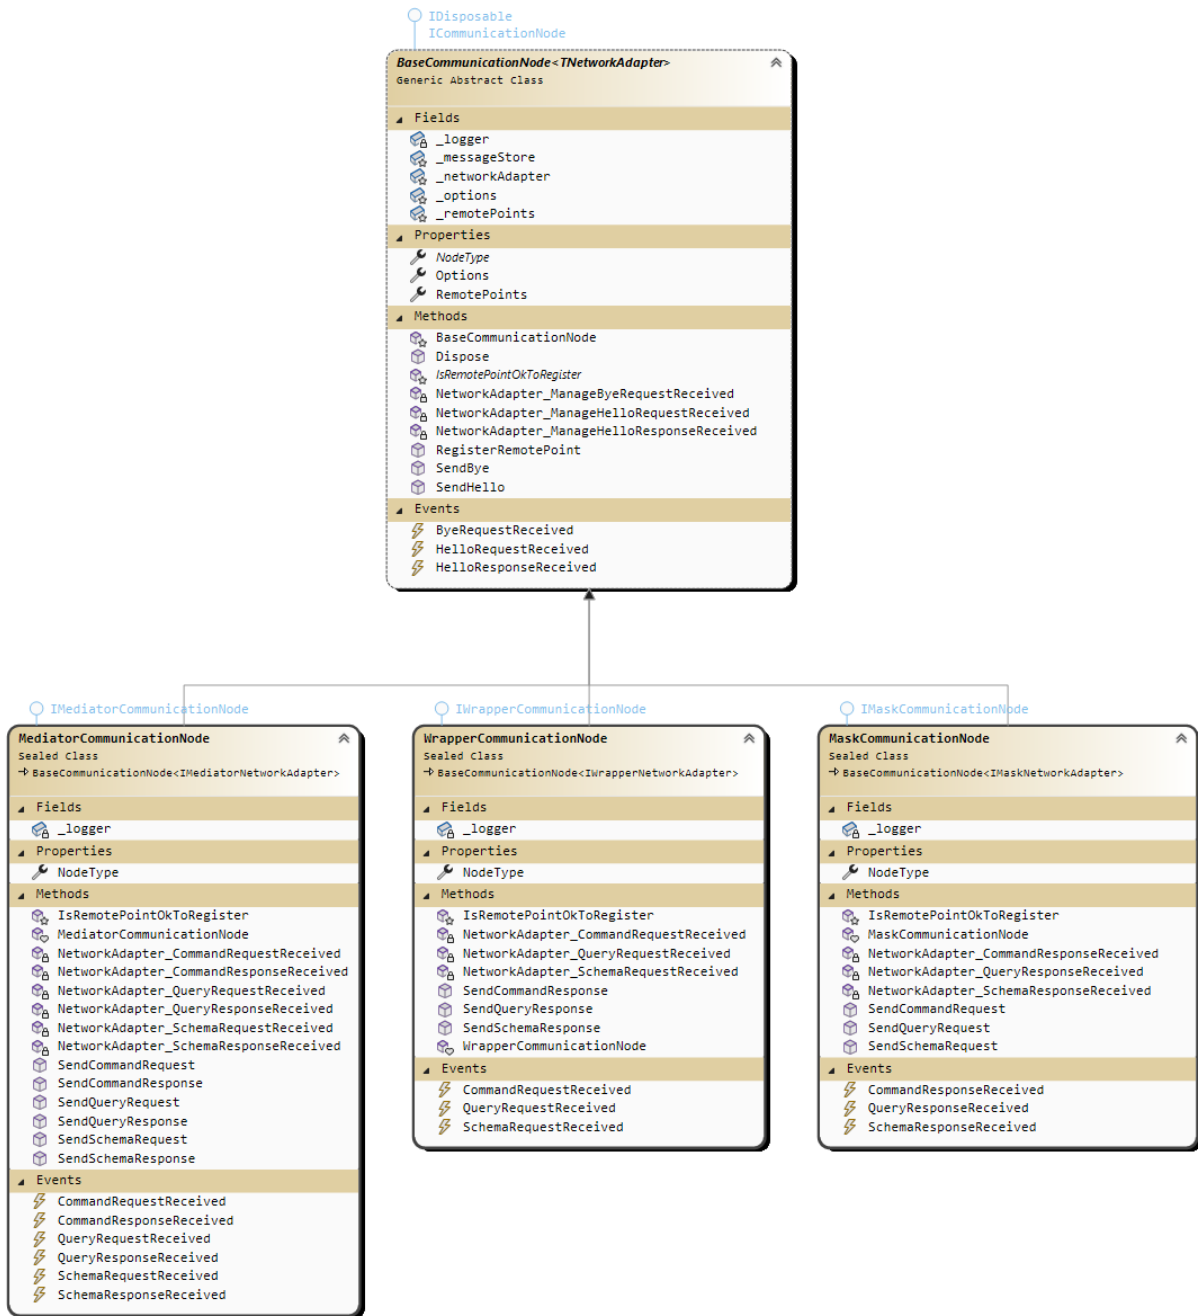 IDisposable
ICommunicationNode
BaseCommunicationNode<TNetworkAdapter>
Generic Abstract Class
Fields
_logger
_messageStore
_networkAdapter
_options
_remotePoints
Properties
NodeType
Options
RemotePoints
Methods
BaseCommunicationNode
Dispose
IsRemotePointOkToRegister
NetworkAdapter_ManageByeRequestReceived
NetworkAdapter_ManageHelloRequestReceived
NetworkAdapter_ManageHelloResponseReceived
RegisterRemotePoint
SendBye
SendHello
Events
ByeRequestReceived
HelloRequestReceived
HelloResponseReceived
IMediatorCommunicationNode
MediatorCommunicationNode
Sealed Class
BaseCommunicationNode<IMediatorNetworkAdapter>
Fields
_logger
Properties
NodeType
Methods
IsRemotePointOkToRegister
MediatorCommunicationNode
NetworkAdapter_CommandRequestReceived
NetworkAdapter_CommandResponseReceived
NetworkAdapter_QueryRequestReceived
NetworkAdapter_QueryResponseReceived
NetworkAdapter_SchemaRequestReceived
NetworkAdapter_SchemaResponseReceived
SendCommandRequest
SendCommandResponse
SendQueryRequest
SendQueryResponse
SendSchemaRequest
SendSchemaResponse
Events
CommandRequestReceived
CommandResponseReceived
QueryRequestReceived
QueryResponseReceived
SchemaRequestReceived
SchemaResponseReceived
IWrapperCommunicationNode
WrapperCommunicationNode
Sealed Class
BaseCommunicationNode<IWrapperNetworkAdapter>
Fields
_logger
Properties
NodeType
Methods
IsRemotePointOkToRegister
NetworkAdapter_CommandRequestReceived
NetworkAdapter_QueryRequestReceived
NetworkAdapter_SchemaRequestReceived
SendCommandResponse
SendQueryResponse
SendSchemaResponse
WrapperCommunicationNode
Events
CommandRequestReceived
QueryRequestReceived
SchemaRequestReceived
IMaskCommunicationNode
MaskCommunicationNode
Sealed Class
BaseCommunicationNode<IMaskNetworkAdapter>
Fields
_logger
Properties
NodeType
Methods
IsRemotePointOkToRegister
MaskCommunicationNode
NetworkAdapter_CommandResponseReceived
NetworkAdapter_QueryResponseReceived
NetworkAdapter_SchemaResponseReceived
SendCommandRequest
SendQueryRequest
SendSchemaRequest
Events
CommandResponseReceived
QueryResponseReceived
SchemaResponseReceived